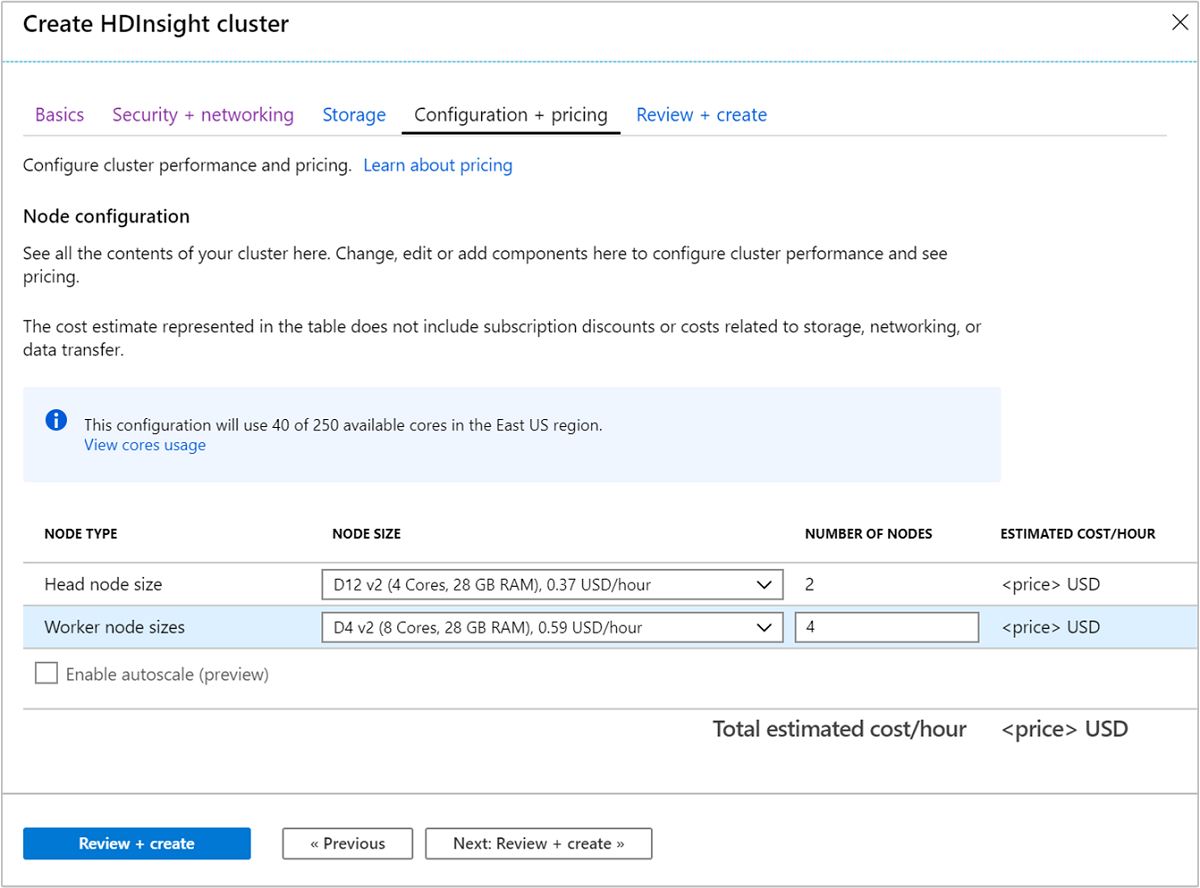 Create HDInsight cluster
Basics Security + networking Storage Configuration + pricing Review + create
Configure cluster performance and pricing. Learn about pricing
Node configuration
See all the contents of your cluster here. Change, edit or add components here to configure cluster performance and see
pricing.
The cost estimate represented in the table does not include subscription discounts or costs related to storage, networking, or
data transfer.
This configuration will use 40 of 250 available cores in the East US region.
View cores usage
NODE TYPE NODE SIZE NUMBER OF NODES ESTIMATED COST/HOUR
Head node size D12 v2 (4 Cores, 28 GB RAM), 0.37 USD/hour 2 <price> USD
Worker node sizes D4 v2 (8 Cores, 28 GB RAM), 0.59 USD/hour 4 <price> USD
Enable autoscale (preview)
Total estimated cost/hour <price> USD
Review + create « Previous Next: Review + create »